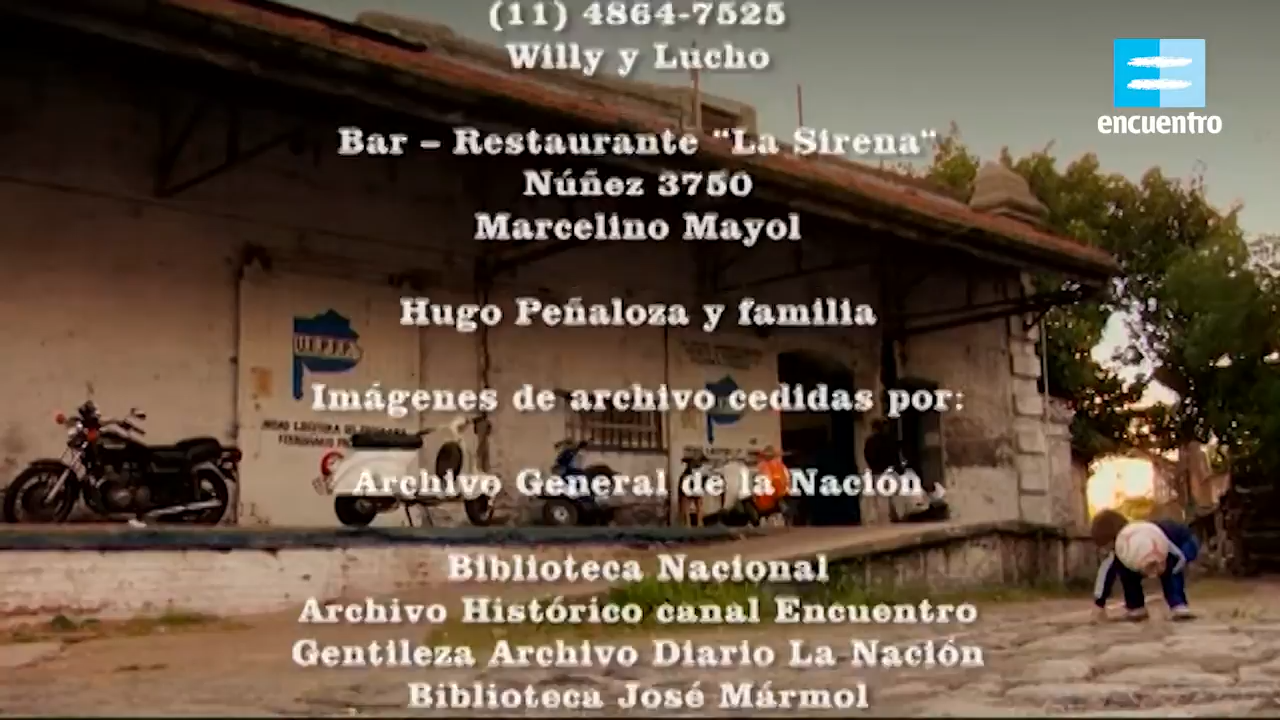 (11) 4864-7525
Willy y Lucho
encuentro
Bar – Restaurante "La Sirena"
Núñez 3750
Marcelino Mayol
Hugo Peñaloza y familia
U.E.P.F.P.
Imágenes de archivo cedidas por:
Archivo General de la Nación
Biblioteca Nacional
Archivo Histórico canal Encuentro
Gentileza Archivo Diario La Nación
Biblioteca José Mármol